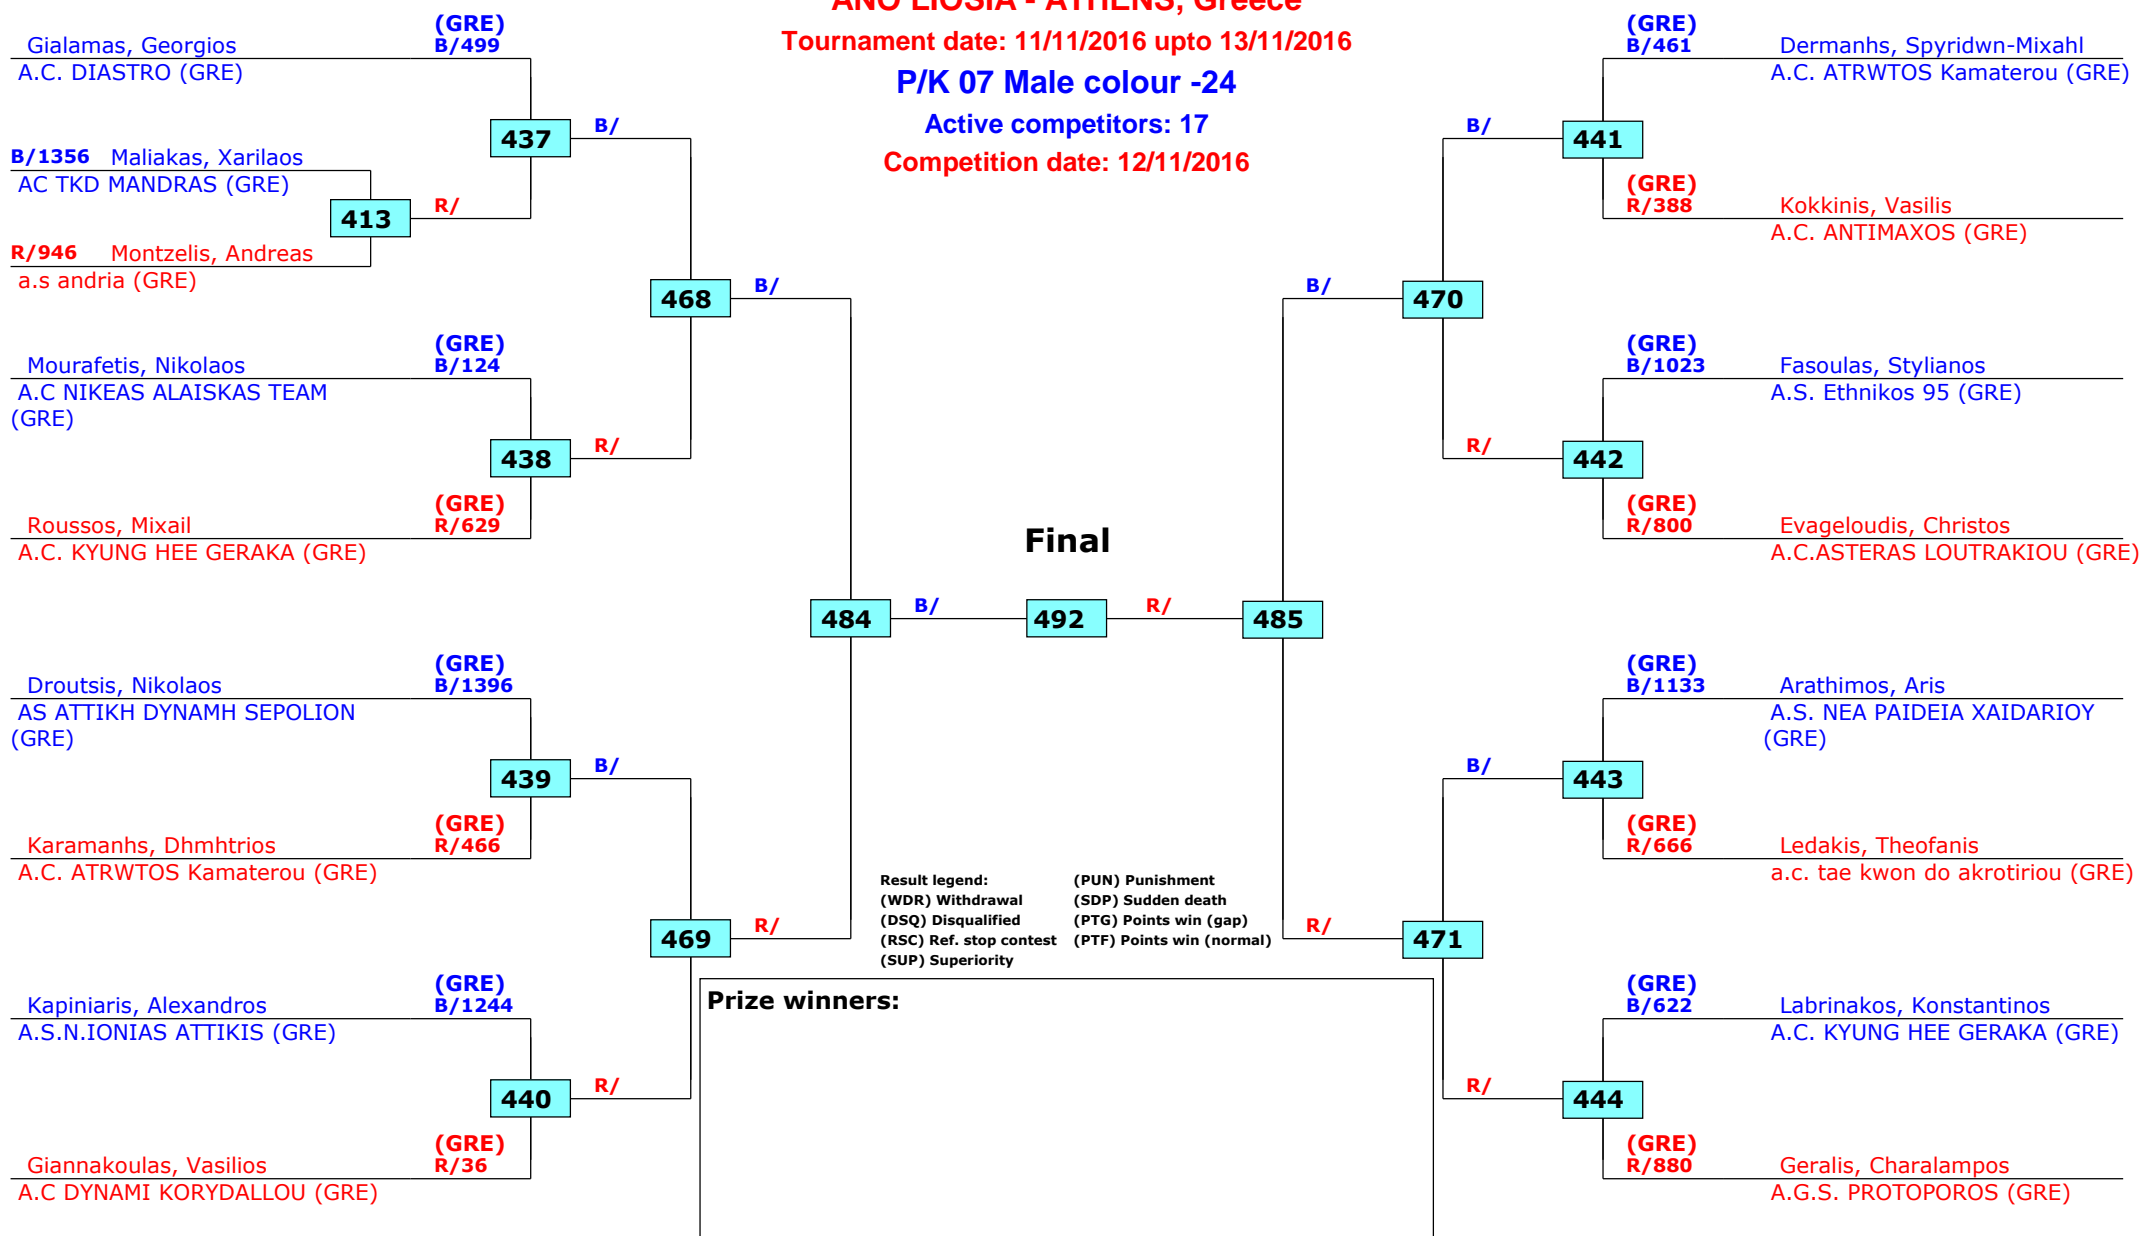 ANO LIOSIA - ATHENS, Greece
Tournament date: 11/11/2016 upto 13/11/2016
P/K 07 Male colour -24
Active competitors: 17
Competition date: 12/11/2016
(GRE)
Gialamas, Georgios B/499
A.C. DIASTRO (GRE)
437
B/
B/1356 Maliakas, Xarilaos
AC TKD MANDRAS (GRE)
413
R/
R/946 Montzelis, Andreas
a.s andria (GRE)
468
B/
(GRE)
Mourafetis, Nikolaos B/124
A.C NIKEAS ALAISKAS TEAM
(GRE)
438
R/
(GRE)
Roussos, Mixail R/629
A.C. KYUNG HEE GERAKA (GRE)
484
B/
(GRE)
Droutsis, Nikolaos B/1396
AS ATTIKH DYNAMH SEPOLION
(GRE)
439
B/
(GRE)
Karamanhs, Dhmhtrios R/466
A.C. ATRWTOS Kamaterou (GRE)
469
R/
(GRE)
Kapiniaris, Alexandros B/1244
A.S.N.IONIAS ATTIKIS (GRE)
440
R/
(GRE)
Giannakoulas, Vasilios R/36
A.C DYNAMI KORYDALLOU (GRE)
Final
492
(GRE)
B/461 Dermanhs, Spyridwn-Mixahl
A.C. ATRWTOS Kamaterou (GRE)
B/
441
(GRE)
R/388 Kokkinis, Vasilis
A.C. ANTIMAXOS (GRE)
B/
470
(GRE)
B/1023 Fasoulas, Stylianos
A.S. Ethnikos 95 (GRE)
R/
442
(GRE)
R/800 Evageloudis, Christos
A.C.ASTERAS LOUTRAKIOU (GRE)
R/
485
(GRE)
B/1133 Arathimos, Aris
A.S. NEA PAIDEIA XAIDARIOY
(GRE)
B/
443
(GRE)
R/666 Ledakis, Theofanis
a.c. tae kwon do akrotiriou (GRE)
R/
471
(GRE)
B/622 Labrinakos, Konstantinos
A.C. KYUNG HEE GERAKA (GRE)
R/
444
(GRE)
R/880 Geralis, Charalampos
A.G.S. PROTOPOROS (GRE)
Result legend: (PUN) Punishment
(WDR) Withdrawal (SDP) Sudden death
(DSQ) Disqualified (PTG) Points win (gap)
(RSC) Ref. stop contest (PTF) Points win (normal)
(SUP) Superiority
Prize winners: